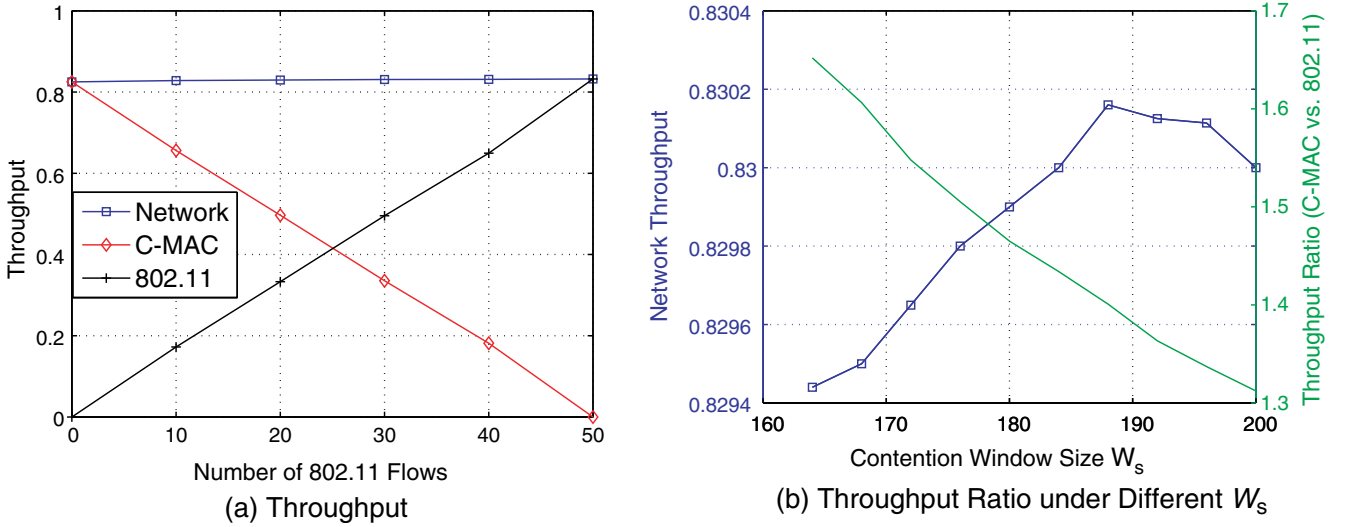 1
0.8
0.6
0.4
0.2
0
Throughput
Network
C-MAC
802.11
0 10 20 30 40 50
Number of 802.11 Flows
(a) Throughput
0.8304
0.8302
0.83
0.8298
0.8296
0.8294
Network Throughput
1.7
1.6
1.5
1.4
1.3
Throughput Ratio (C-MAC vs. 802.11)
160 170 180 190 200
Contention Window Size Ws
(b) Throughput Ratio under Different Ws